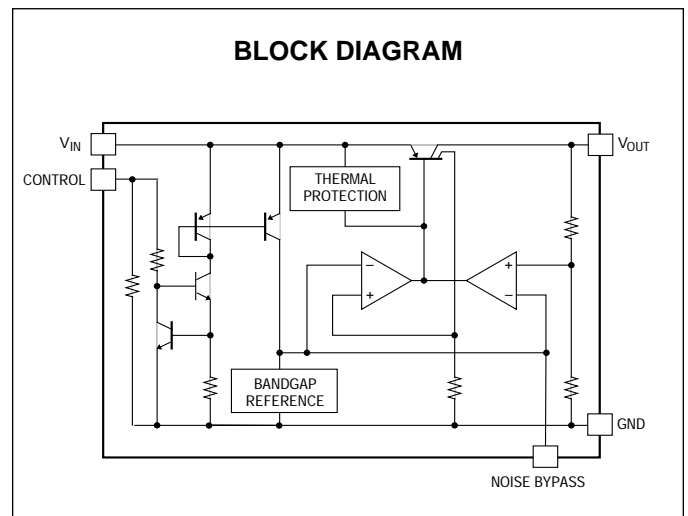 BLOCK DIAGRAM
VIN
VOUT
CONTROL
THERMAL
PROTECTION
−
+
+
−
BANDGAP
REFERENCE
GND
NOISE BYPASS